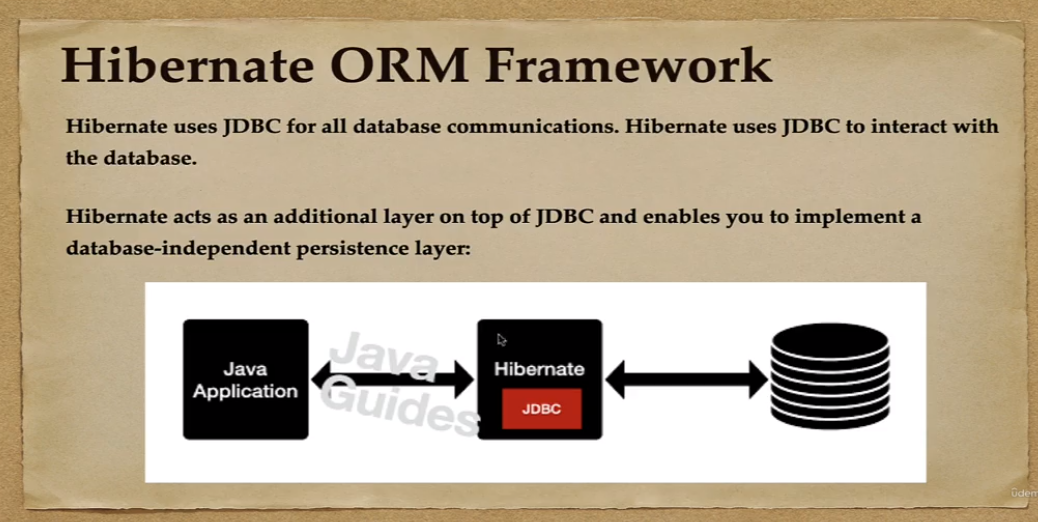 Hibernate ORM Framework
Hibernate uses JDBC for all database communications. Hibernate uses JDBC to interact with
the database.
Hibernate acts as an additional layer on top of JDBC and enables you to implement a
database-independent persistence layer:
Java
Application
Java
Guides
Hibernate
JDBC